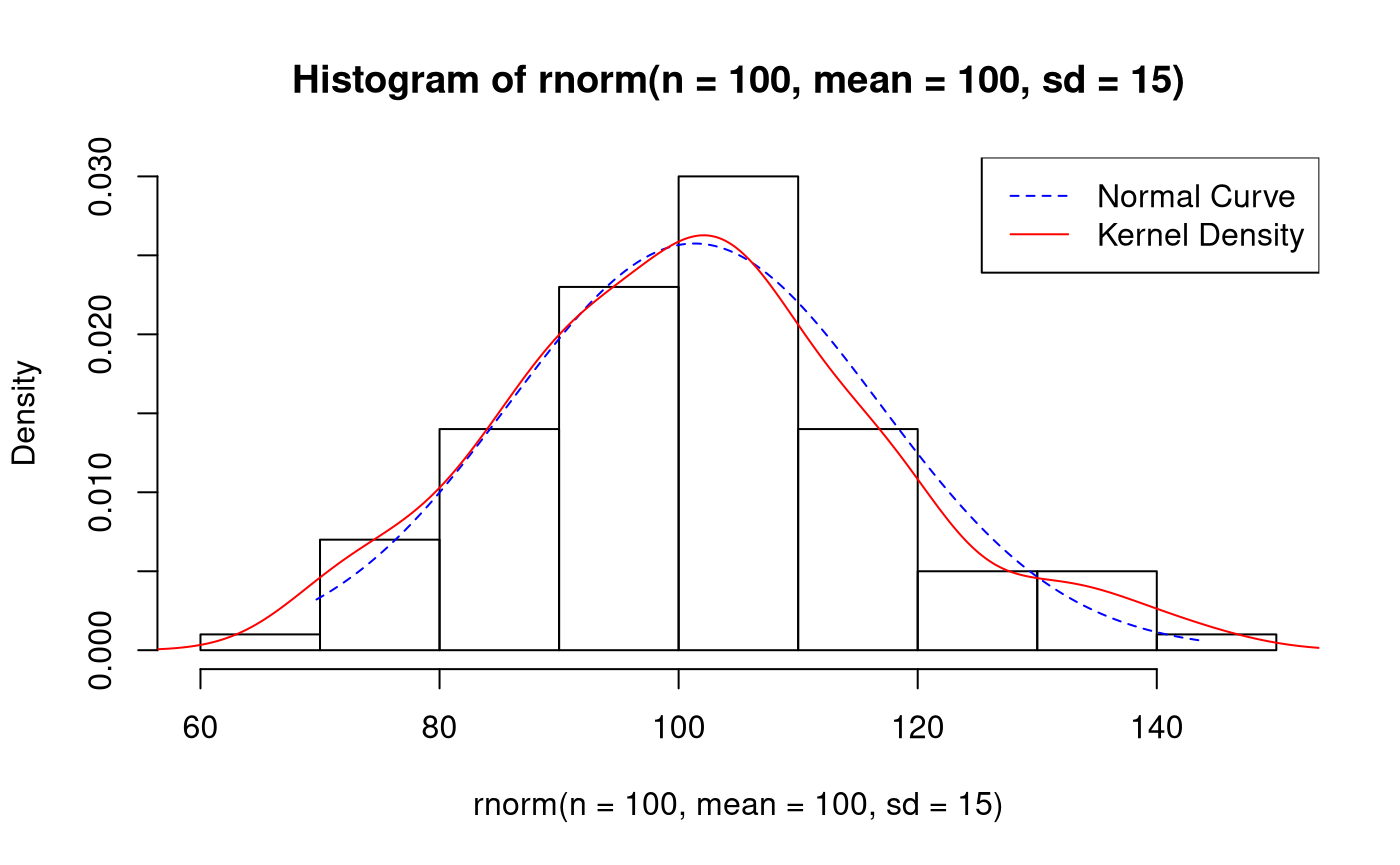 Histogram of rnorm(n = 100, mean = 100, sd = 15)
Normal Curve
Kernel Density
Density
0.030
0.020
0.010
0.000
60 80 100 120 140
rnorm(n = 100, mean = 100, sd = 15)